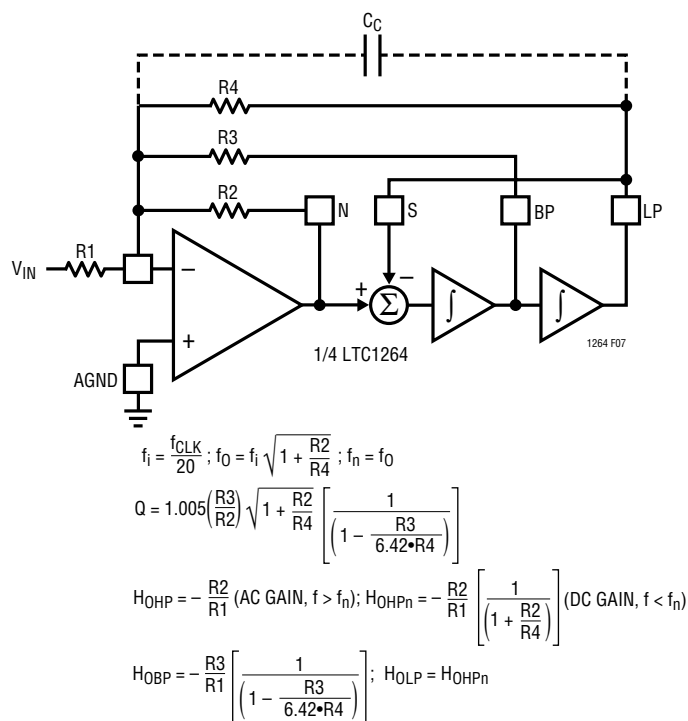 C_C
R4
R3
R2
N
S
BP
LP
R1
V_IN
−
+
+
−
Σ
∫
∫
AGND
1/4 LTC1264
1264 F07
f_i = f_CLK/20 ; f_O = f_i √(1 + R2/R4) ; f_n = f_O
Q = 1.005(R3/R2) √(1 + R2/R4) [1/(1 − R3/6.42•R4)]
H_OHP = − R2/R1 (AC GAIN, f > f_n); H_OHPn = − R2/R1 [1/(1 + R2/R4)] (DC GAIN, f < f_n)
H_OBP = − R3/R1 [1/(1 − R3/6.42•R4)]; H_OLP = H_OHPn